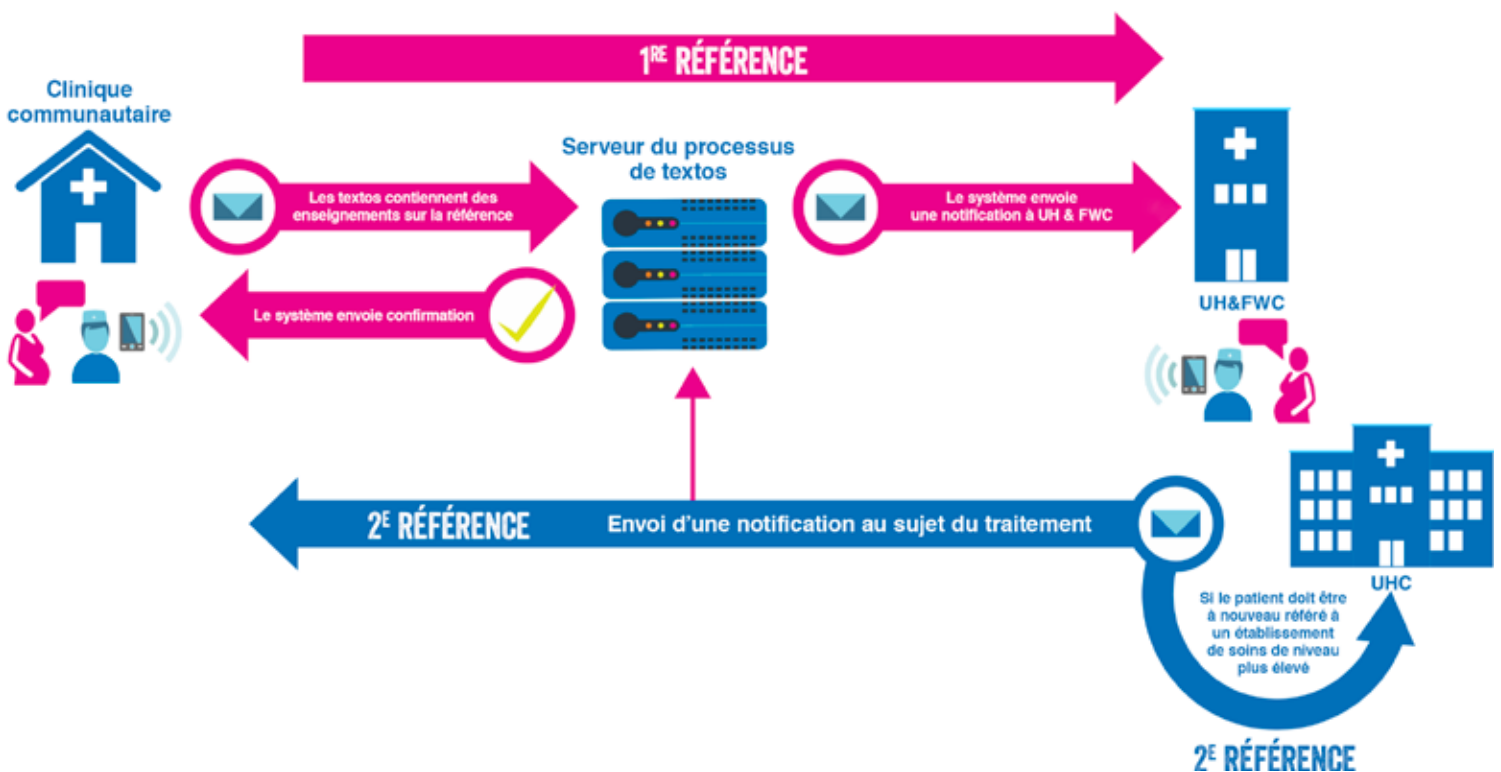 1RE RÉFÉRENCE
Clinique
communautaire
Serveur du processus
de textos
Les textos contiennent des
enseignements sur la référence
Le système envoie
une notification à UH & FWC
Le système envoie confirmation
UH&FWC
2E RÉFÉRENCE
Envoi d'une notification au sujet du traitement
UHC
Si le patient doit être
à nouveau référé à
un établissement
de soins de niveau
plus élevé
2E RÉFÉRENCE